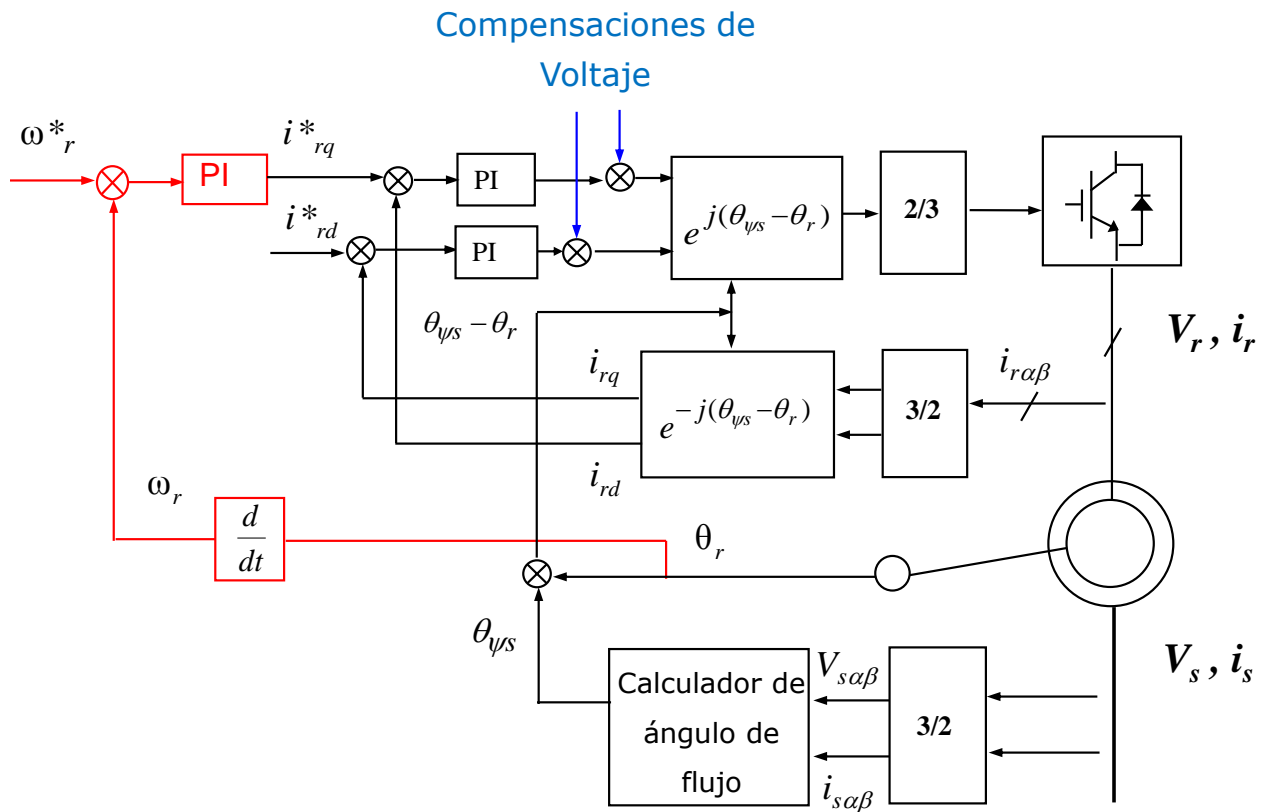 Compensaciones de
Voltaje
ω*r
PI
i*rq
PI
i*rd
PI
e^j(θψs − θr)
2/3
θψs − θr
Vr , ir
irq
e^−j(θψs − θr)
3/2
irαβ
ird
ωr
d/dt
θr
θψs
Calculador de
ángulo de
flujo
Vsαβ
isαβ
3/2
Vs , is